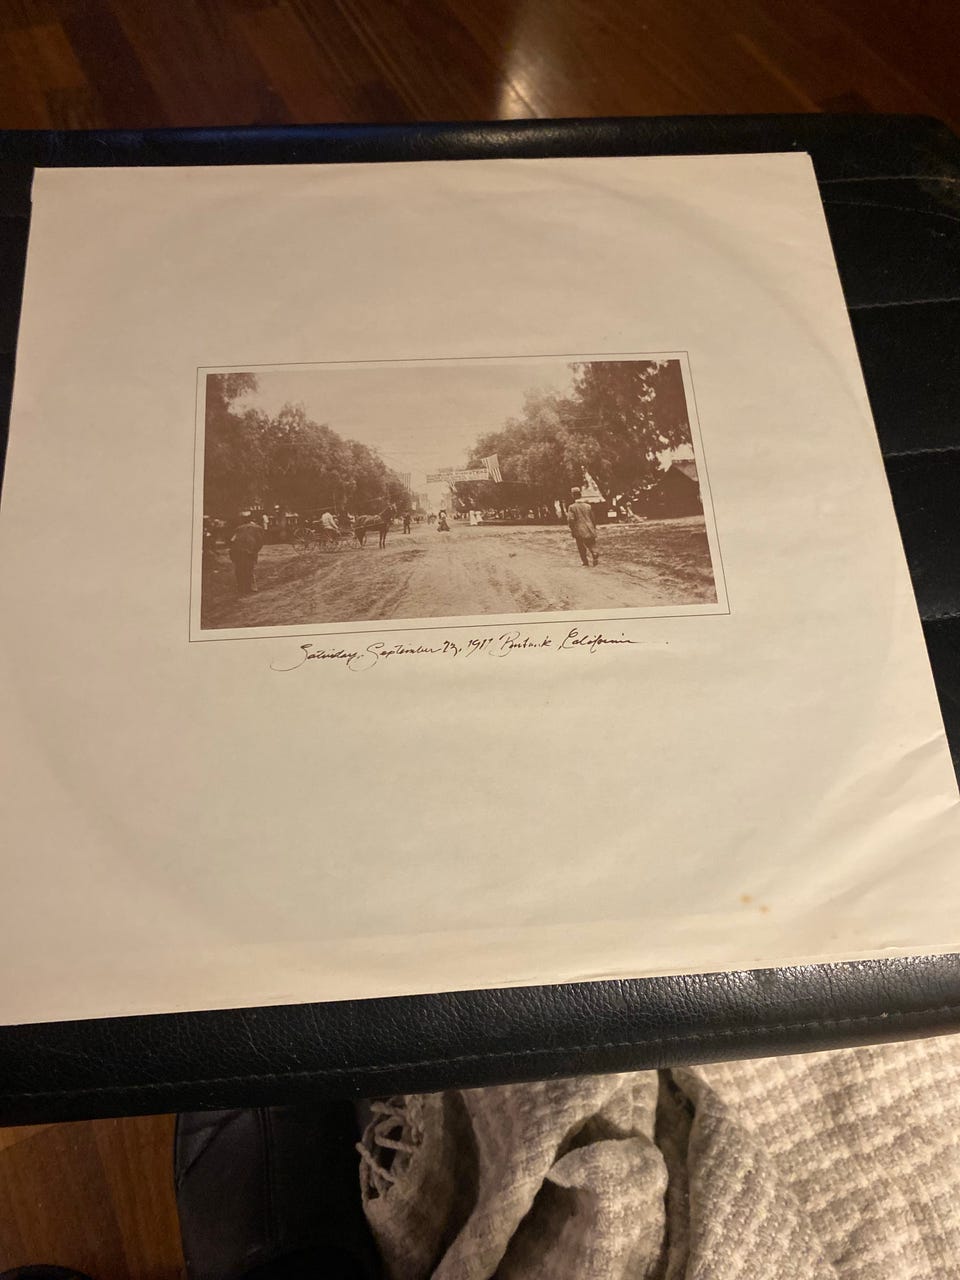 Saturday, September 23, 1911 Burbank, California